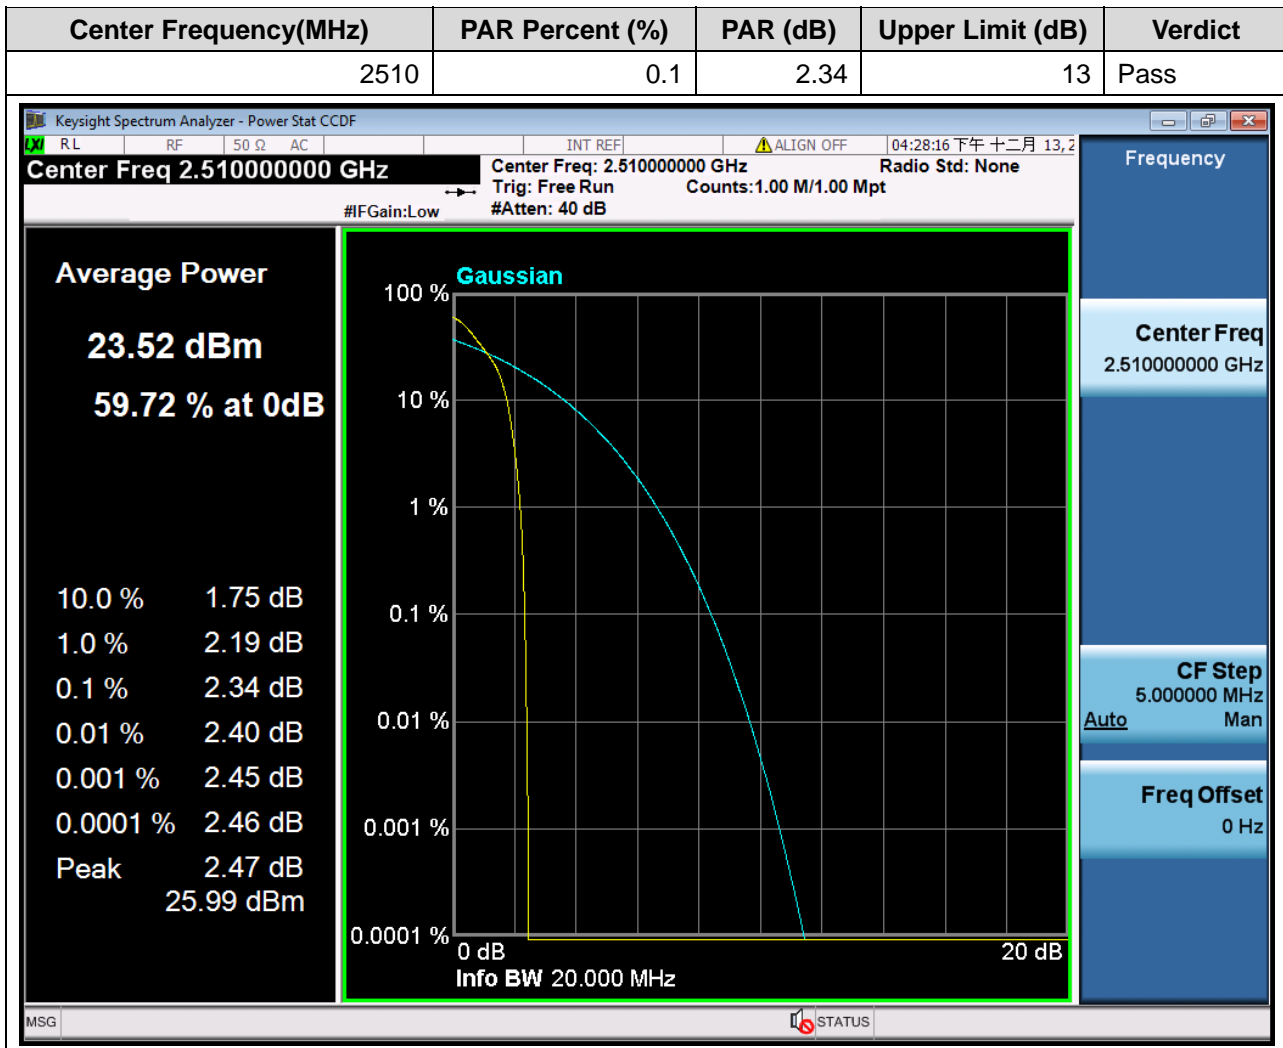 Center Frequency(MHz) PAR Percent (%) PAR (dB) Upper Limit (dB) Verdict
2510 0.1 2.34 13 Pass
Keysight Spectrum Analyzer - Power Stat CCDF
LXI RL RF 50 Ω AC INT REF ALIGN OFF 04:28:16 下午 十二月 13, 2
Center Freq 2.510000000 GHz
Center Freq: 2.510000000 GHz Radio Std: None
Trig: Free Run Counts:1.00 M/1.00 Mpt
#IFGain:Low #Atten: 40 dB
Average Power
23.52 dBm
59.72 % at 0dB
10.0 % 1.75 dB
1.0 % 2.19 dB
0.1 % 2.34 dB
0.01 % 2.40 dB
0.001 % 2.45 dB
0.0001 % 2.46 dB
Peak 2.47 dB
25.99 dBm
Gaussian
100 %
10 %
1 %
0.1 %
0.01 %
0.001 %
0.0001 %
0 dB 20 dB
Info BW 20.000 MHz
Frequency
Center Freq
2.510000000 GHz
CF Step
5.000000 MHz
Auto Man
Freq Offset
0 Hz
MSG STATUS